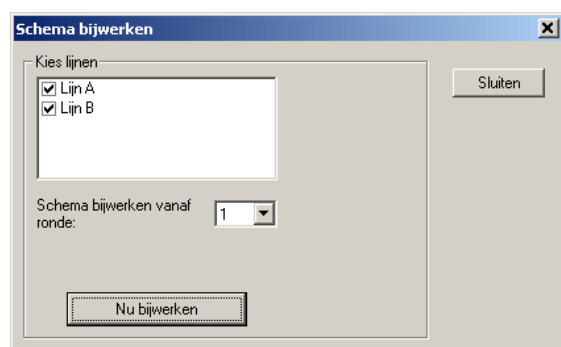 Schema bijwerken
Kies lijnen
Lijn A
Lijn B
Sluiten
Schema bijwerken vanaf
ronde:
1
Nu bijwerken